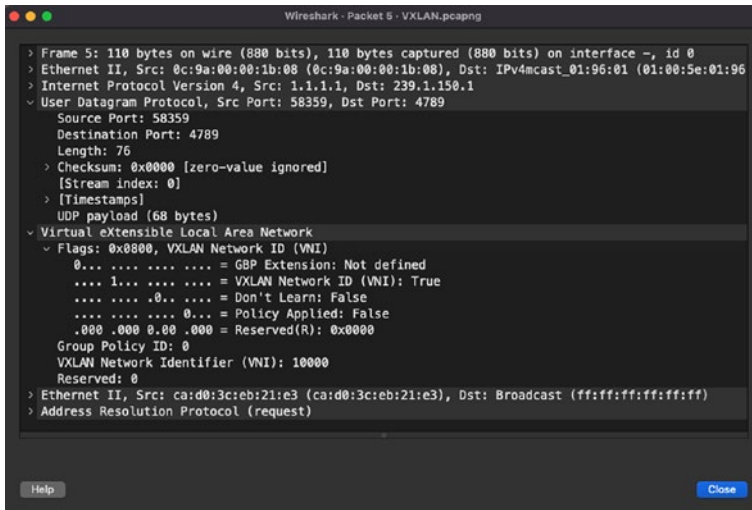 Wireshark · Packet 5 · VXLAN.pcapng
> Frame 5: 110 bytes on wire (880 bits), 110 bytes captured (880 bits) on interface -, id 0
> Ethernet II, Src: 0c:9a:00:00:1b:08 (0c:9a:00:00:1b:08), Dst: IPv4mcast_01:96:01 (01:00:5e:01:96
> Internet Protocol Version 4, Src: 1.1.1.1, Dst: 239.1.150.1
∨ User Datagram Protocol, Src Port: 58359, Dst Port: 4789
Source Port: 58359
Destination Port: 4789
Length: 76
> Checksum: 0x0000 [zero-value ignored]
[Stream index: 0]
> [Timestamps]
UDP payload (68 bytes)
∨ Virtual eXtensible Local Area Network
∨ Flags: 0x0800, VXLAN Network ID (VNI)
0... .... .... .... = GBP Extension: Not defined
.... 1... .... .... = VXLAN Network ID (VNI): True
.... .... .0.. .... = Don't Learn: False
.... .... .... 0... = Policy Applied: False
.000 .000 0.00 .000 = Reserved(R): 0x0000
Group Policy ID: 0
VXLAN Network Identifier (VNI): 10000
Reserved: 0
> Ethernet II, Src: ca:d0:3c:eb:21:e3 (ca:d0:3c:eb:21:e3), Dst: Broadcast (ff:ff:ff:ff:ff:ff)
> Address Resolution Protocol (request)
Help
Close